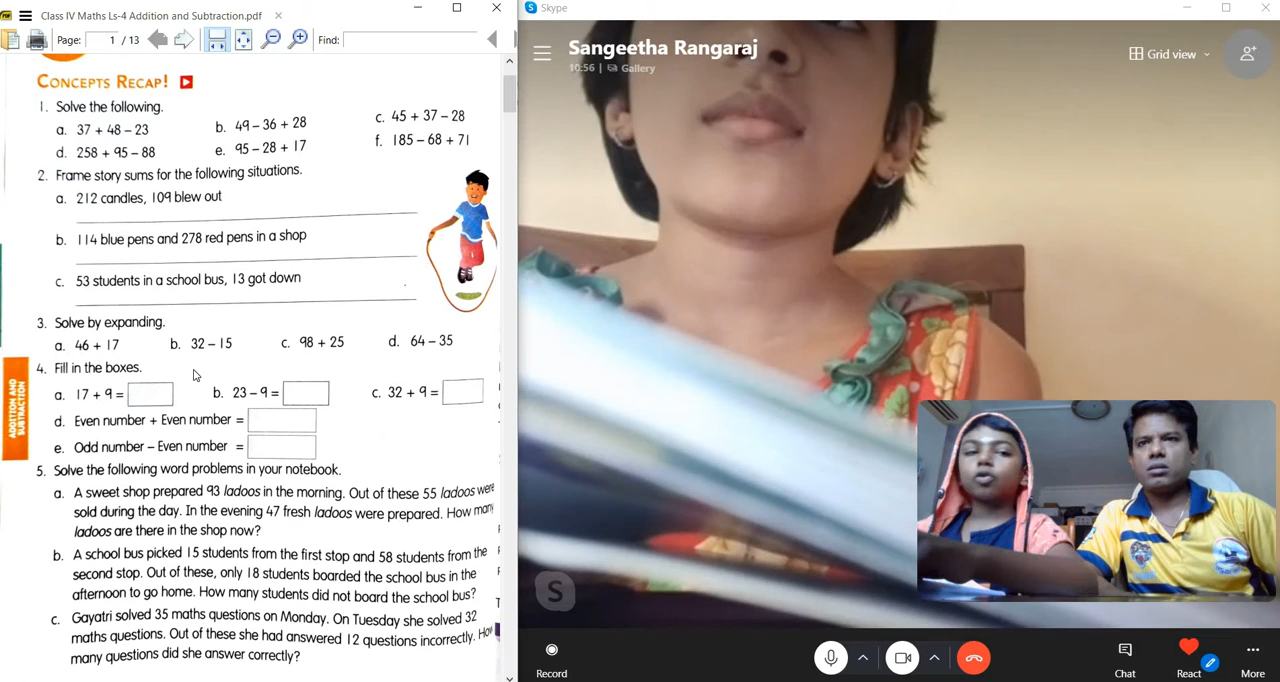 Class IV Maths Ls-4 Addition and Subtraction.pdf
Page: 1 / 13 Find:
CONCEPTS RECAP!
1. Solve the following.
a. 37 + 48 – 23 b. 49 – 36 + 28 c. 45 + 37 – 28
d. 258 + 95 – 88 e. 95 – 28 + 17 f. 185 – 68 + 71
2. Frame story sums for the following situations.
a. 212 candles, 109 blew out
b. 114 blue pens and 278 red pens in a shop
c. 53 students in a school bus, 13 got down
3. Solve by expanding.
a. 46 + 17 b. 32 – 15 c. 98 + 25 d. 64 – 35
4. Fill in the boxes.
a. 17 + 9 = b. 23 – 9 = c. 32 + 9 =
d. Even number + Even number =
e. Odd number – Even number =
ADDITION AND
SUBTRACTION
5. Solve the following word problems in your notebook.
a. A sweet shop prepared 93 ladoos in the morning. Out of these 55 ladoos were
sold during the day. In the evening 47 fresh ladoos were prepared. How many
ladoos are there in the shop now?
b. A school bus picked 15 students from the first stop and 58 students from the
second stop. Out of these, only 18 students boarded the school bus in the
afternoon to go home. How many students did not board the school bus?
c. Gayatri solved 35 maths questions on Monday. On Tuesday she solved 32
maths questions. Out of these she had answered 12 questions incorrectly. How
many questions did she answer correctly?
Skype
Sangeetha Rangaraj
10:56 | Gallery
Grid view
S
Record
Chat
React
More